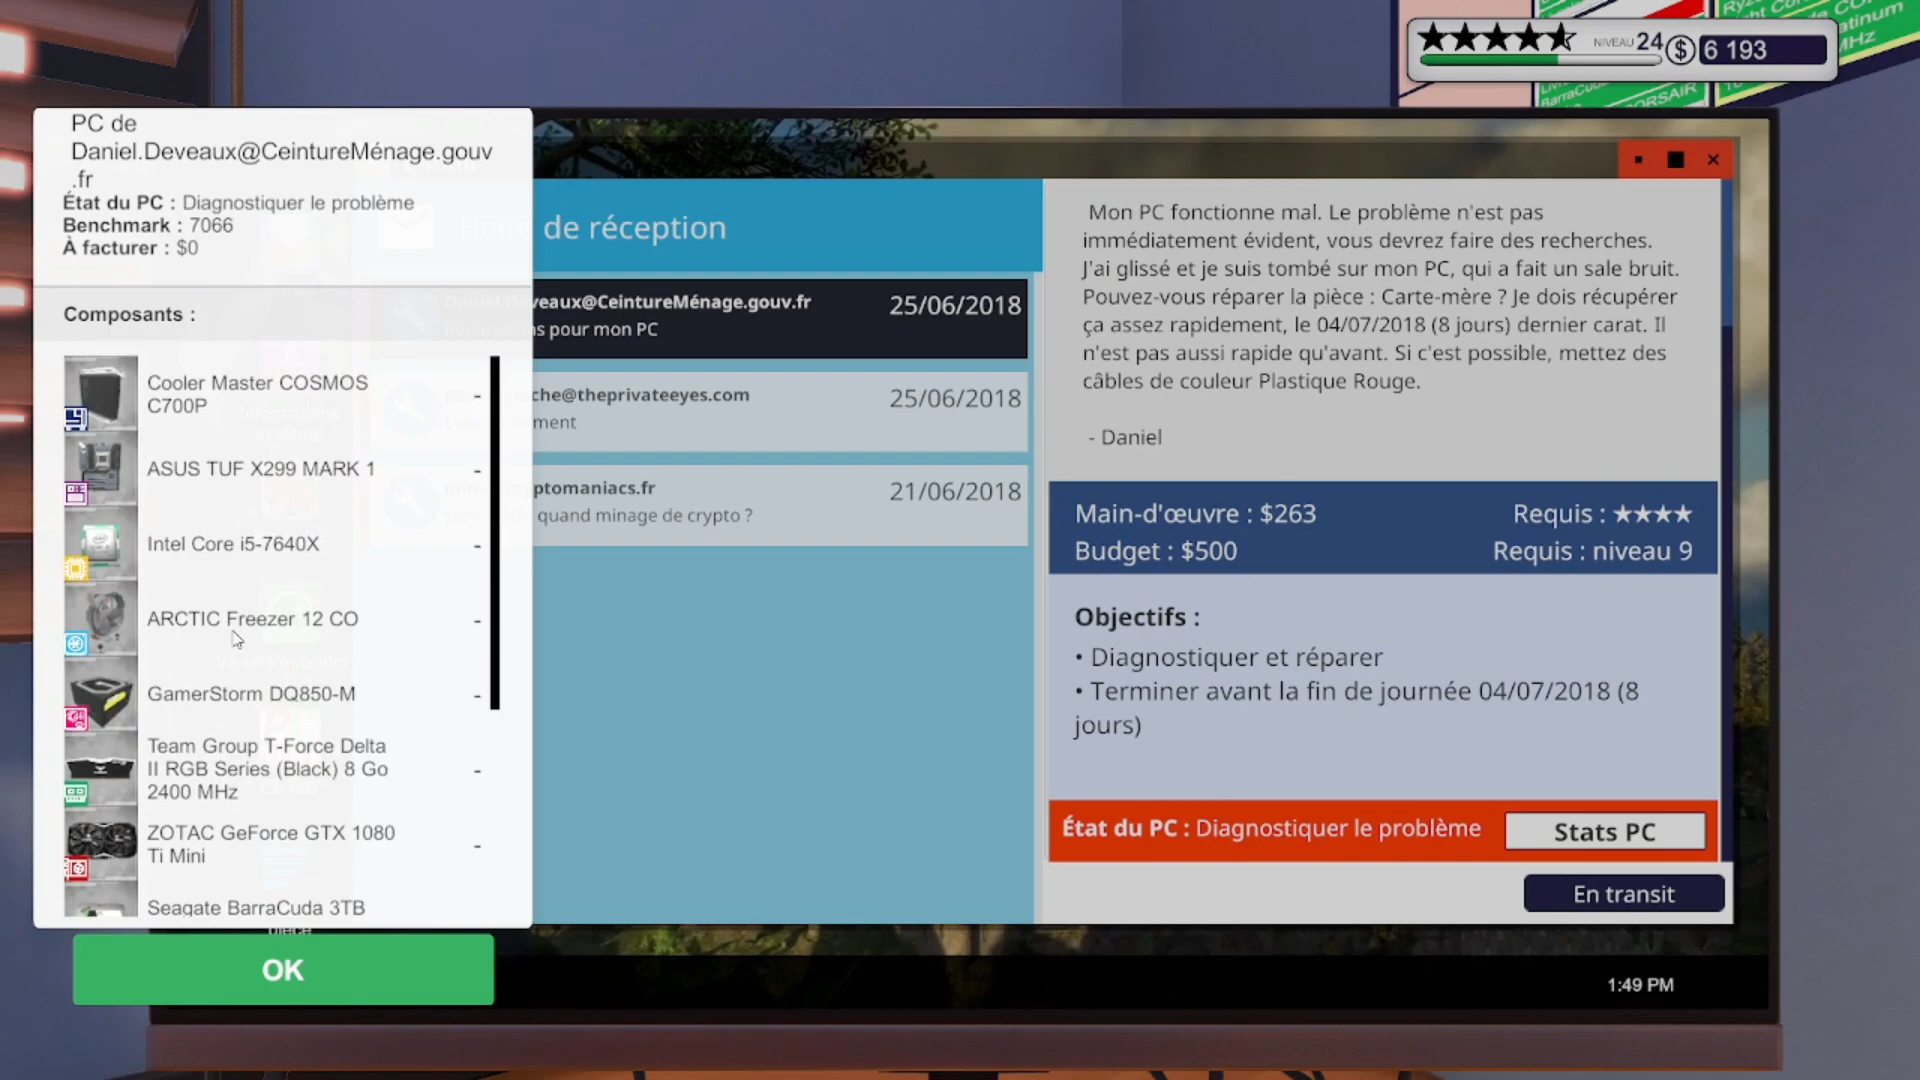 NIVEAU 24 $ 6 193
CORSAIR
PC de
Daniel.Deveaux@CeintureMénage.gouv
.fr
État du PC : Diagnostiquer le problème
Benchmark : 7066
À facturer : $0
Composants :
Cooler Master COSMOS
C700P
-
ASUS TUF X299 MARK 1
-
Intel Core i5-7640X
-
ARCTIC Freezer 12 CO
-
GamerStorm DQ850-M
-
Team Group T-Force Delta
II RGB Series (Black) 8 Go
2400 MHz
-
ZOTAC GeForce GTX 1080
Ti Mini
-
Seagate BarraCuda 3TB
OK
Boîte de réception
Daniel.Deveaux@CeintureMénage.gouv.fr 25/06/2018
Réparations pour mon PC
che@theprivateeyes.com 25/06/2018
ment
ptomaniacs.fr 21/06/2018
quand minage de crypto ?
Mon PC fonctionne mal. Le problème n'est pas
immédiatement évident, vous devrez faire des recherches.
J'ai glissé et je suis tombé sur mon PC, qui a fait un sale bruit.
Pouvez-vous réparer la pièce : Carte-mère ? Je dois récupérer
ça assez rapidement, le 04/07/2018 (8 jours) dernier carat. Il
n'est pas aussi rapide qu'avant. Si c'est possible, mettez des
câbles de couleur Plastique Rouge.
- Daniel
Main-d'œuvre : $263 Requis : ★★★★
Budget : $500 Requis : niveau 9
Objectifs :
• Diagnostiquer et réparer
• Terminer avant la fin de journée 04/07/2018 (8
jours)
État du PC : Diagnostiquer le problème
Stats PC
En transit
1:49 PM